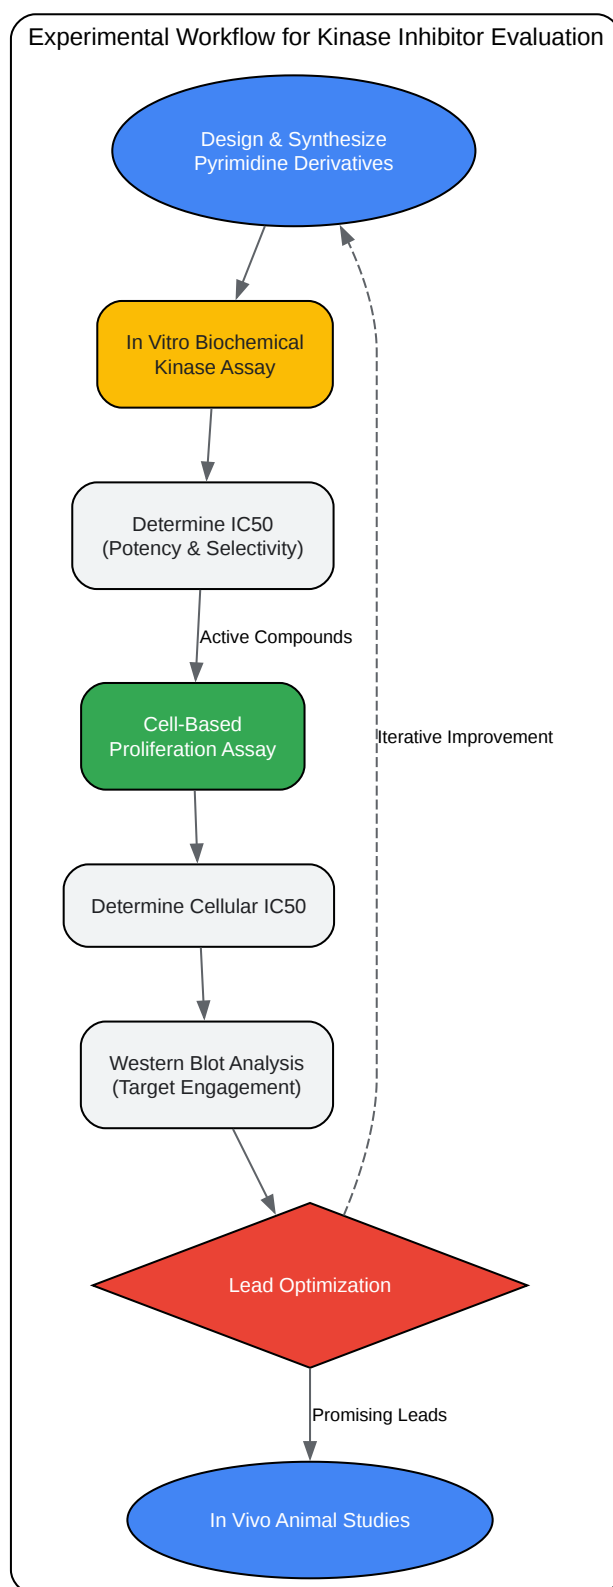 Experimental Workflow for Kinase Inhibitor Evaluation
Design & Synthesize
Pyrimidine Derivatives
In Vitro Biochemical
Kinase Assay
Determine IC50
(Potency & Selectivity)
Active Compounds
Cell-Based
Proliferation Assay
Iterative Improvement
Determine Cellular IC50
Western Blot Analysis
(Target Engagement)
Lead Optimization
Promising Leads
In Vivo Animal Studies